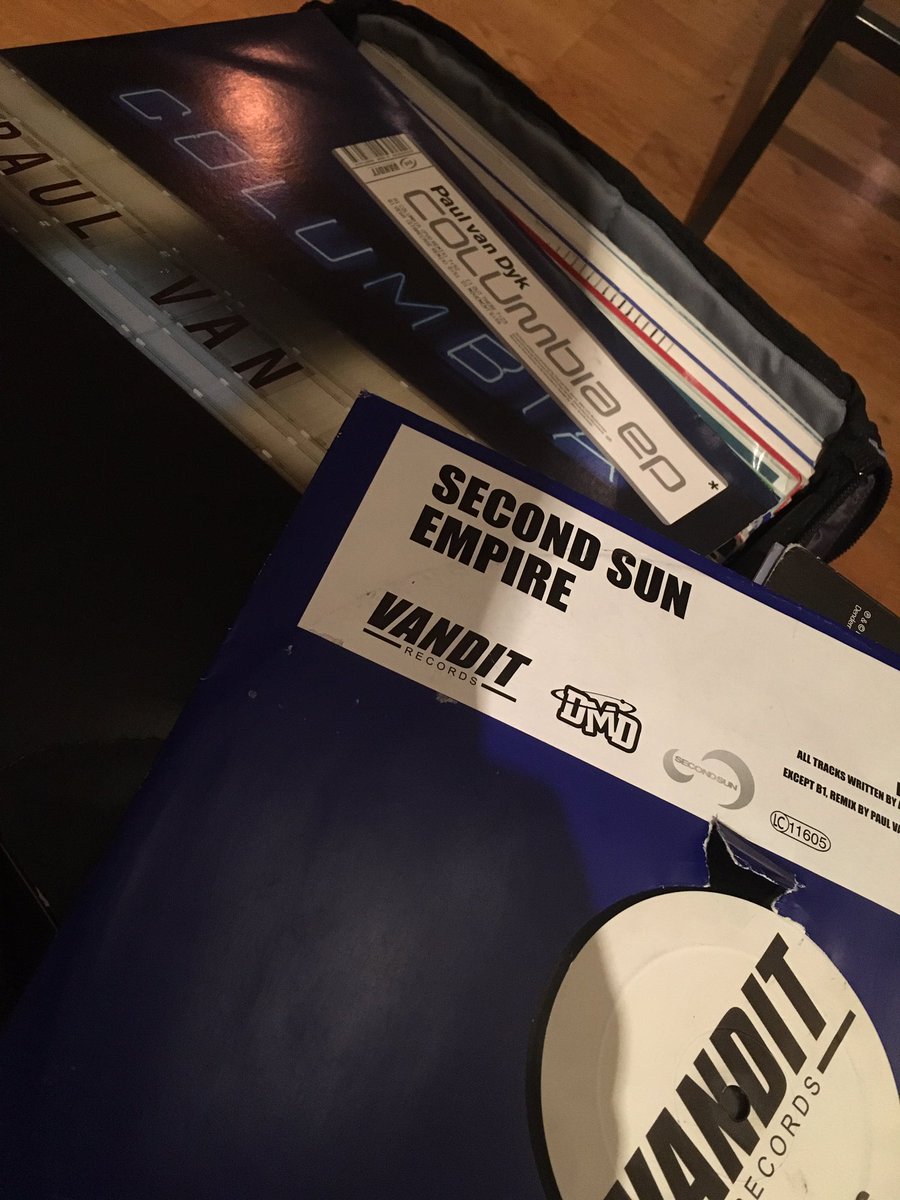 PAUL VAN
COLUMBIA
VANDIT
Paul van Dyk
columbia ep
*
SECOND SUN
EMPIRE
VANDIT
RECORDS
DMD
SECOND SUN
ALL TRACKS WRITTEN BY
EXCEPT B1. REMIX BY PAUL VA
LC 11605
VANDIT
RECORDS